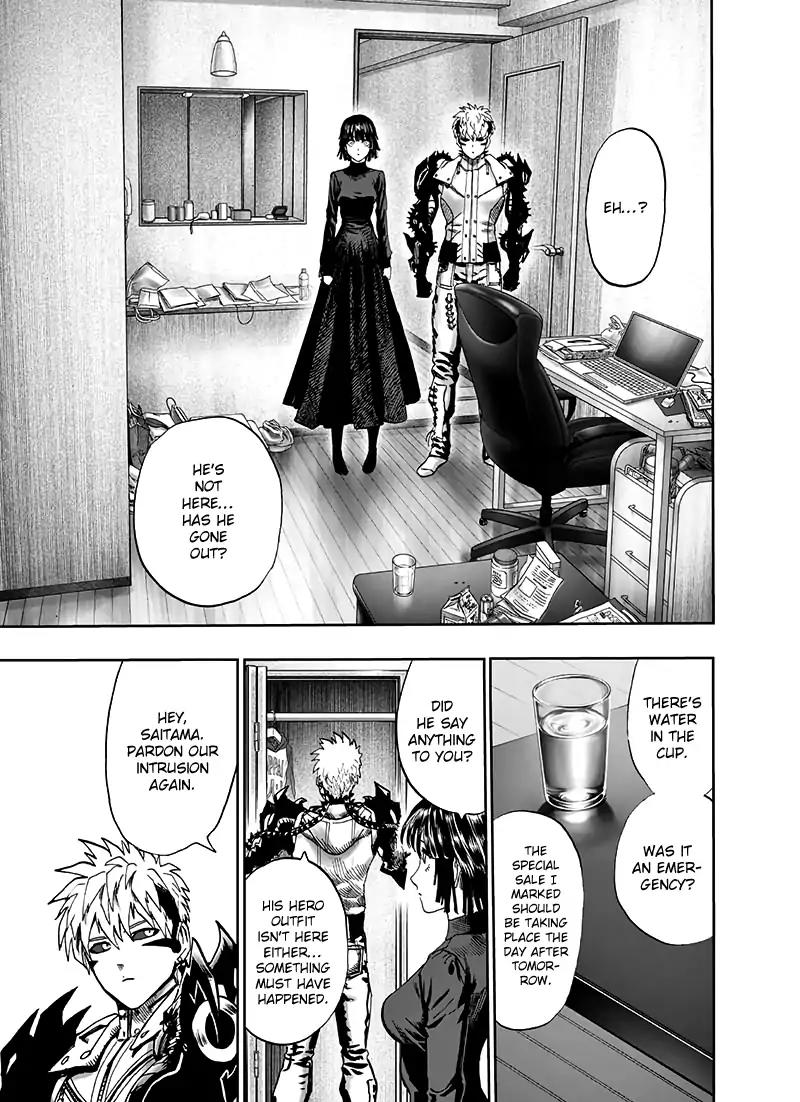 EH...?
HE'S
NOT
HERE...
HAS HE
GONE
OUT?
THERE'S
WATER
IN THE
CUP.
WAS IT
AN EMER-
GENCY?
THE
SPECIAL
SALE I
MARKED
SHOULD
BE TAKING
PLACE THE
DAY AFTER
TOMOR-
ROW.
DID
HE SAY
ANYTHING
TO YOU?
HIS HERO
OUTFIT
ISN'T HERE
EITHER...
SOMETHING
MUST HAVE
HAPPENED.
HEY,
SAITAMA.
PARDON OUR
INTRUSION
AGAIN.